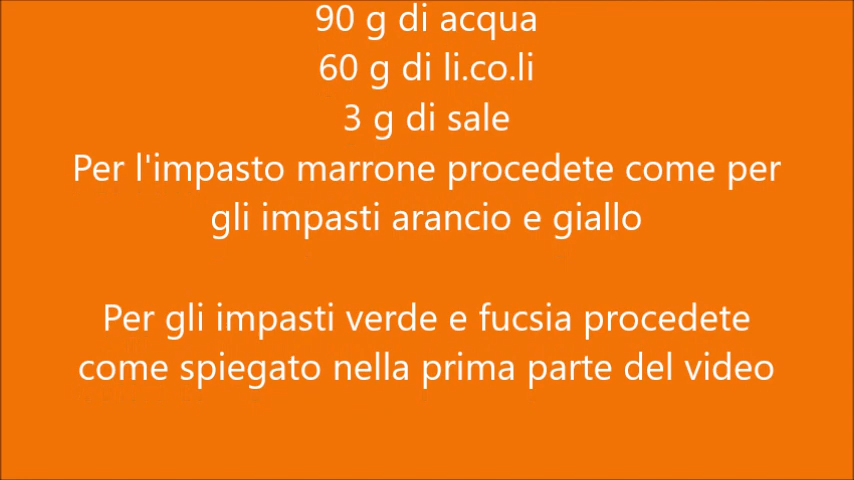 90 g di acqua
60 g di li.co.li
3 g di sale
Per l'impasto marrone procedete come per
gli impasti arancio e giallo
Per gli impasti verde e fucsia procedete
come spiegato nella prima parte del video